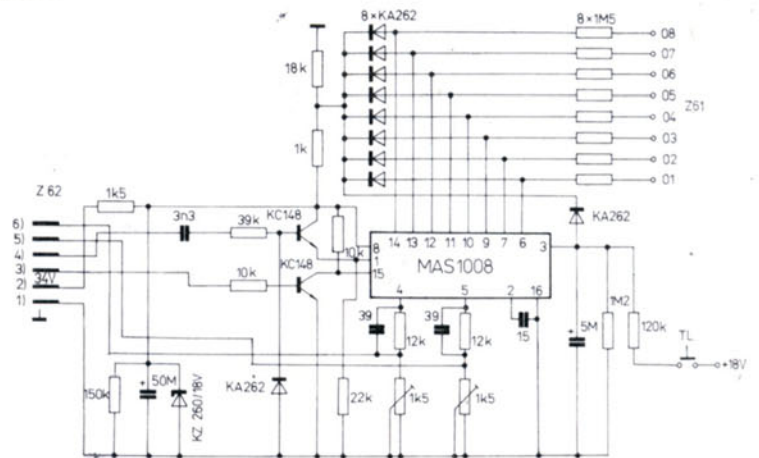 8×KA262 8×1M5
08
07
18k 06
05 Z61
04
1k 03
02
Z 62 1k5 01
KA262
3n3 39k KC148
6)
5) 10k 8 14 13 12 11 10 9 7 6 3
4) KC148 1
3) 10k 15 MAS1008
34V
2) 4 5 2 16
1) 39 39 1M2
12k 12k 15 + 5M 120k TL
+18V
+ 50M KA262
150k KZ 260/18V 22k 1k5 1k5